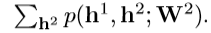 ∑_{𝐡²} p(𝐡¹, 𝐡²; 𝐖²).